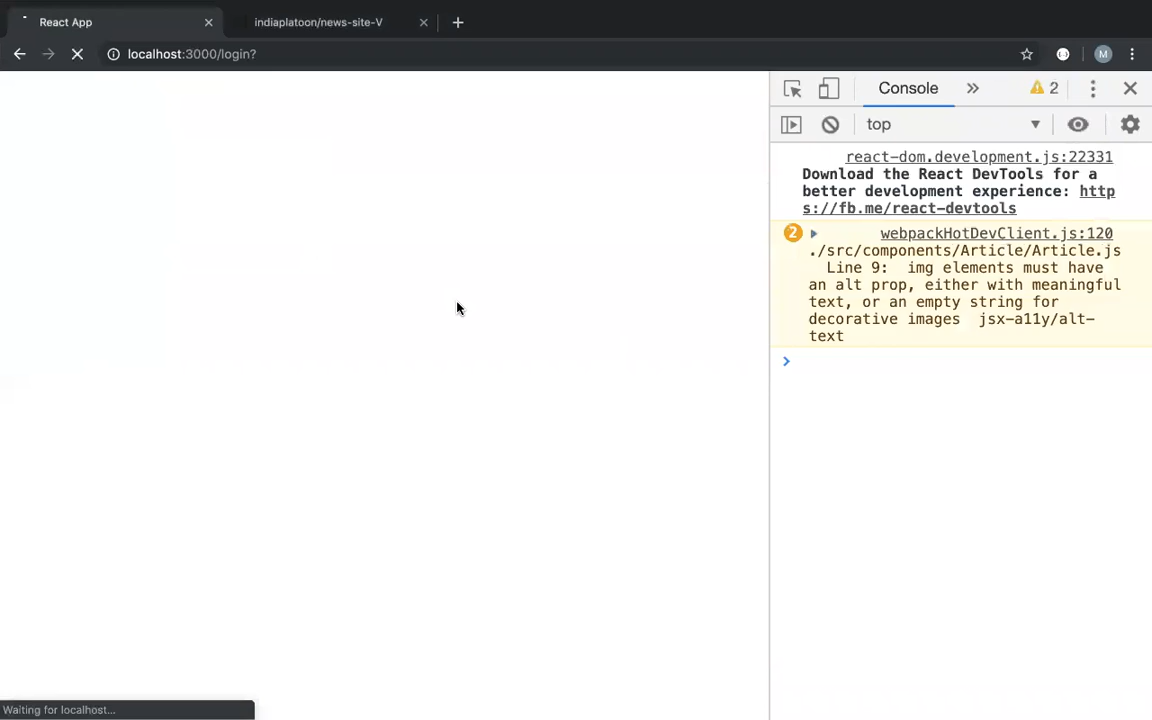 React App
indiaplatoon/news-site-V
localhost:3000/login?
M
Console
2
top
react-dom.development.js:22331
Download the React DevTools for a
better development experience: http
s://fb.me/react-devtools
2
webpackHotDevClient.js:120
./src/components/Article/Article.js
Line 9:  img elements must have
an alt prop, either with meaningful
text, or an empty string for
decorative images  jsx-a11y/alt-
text
Waiting for localhost...